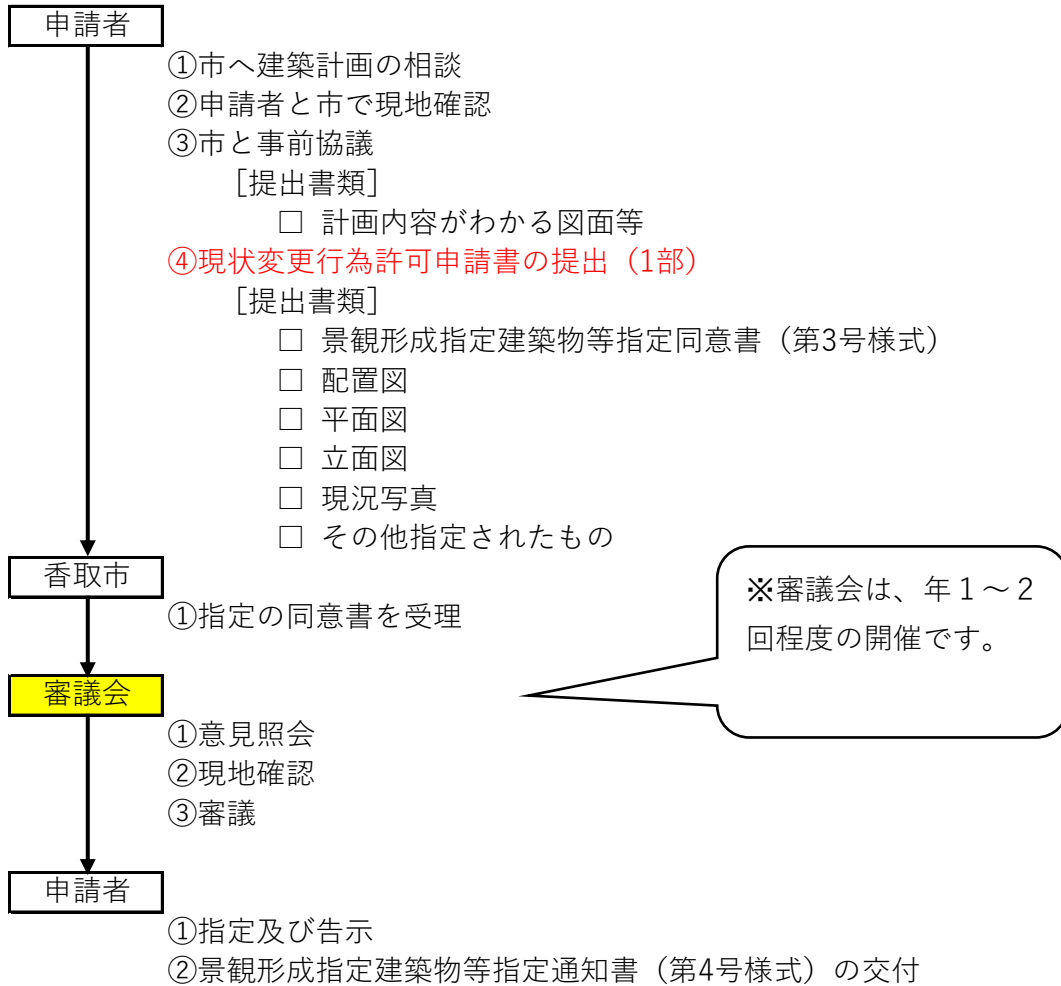 申請者
①市へ建築計画の相談
②申請者と市で現地確認
③市と事前協議
［提出書類］
□ 計画内容がわかる図面等
④現状変更行為許可申請書の提出（1部）
［提出書類］
□ 景観形成指定建築物等指定同意書（第3号様式）
□ 配置図
□ 平面図
□ 立面図
□ 現況写真
□ その他指定されたもの
香取市
①指定の同意書を受理
※審議会は、年１～２
回程度の開催です。
審議会
①意見照会
②現地確認
③審議
申請者
①指定及び告示
②景観形成指定建築物等指定通知書（第4号様式）の交付